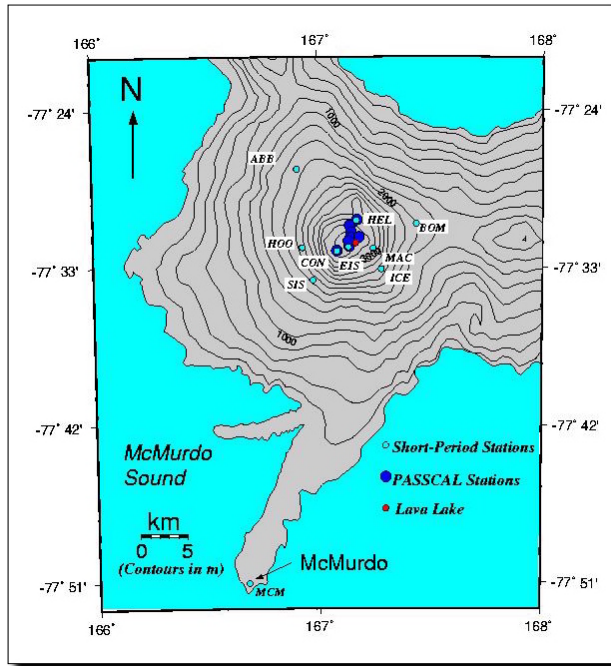 166°
167°
168°
-77° 24'
-77° 24'
N
1000
ABB
2000
HEL
BOM
HOO
CON
EIS
MAC
3000
-77° 33'
-77° 33'
SIS
ICE
1000
-77° 42'
-77° 42'
McMurdo
Sound
Short-Period Stations
PASSCAL Stations
Lava Lake
km
0 5
(Contours in m)
McMurdo
MCM
-77° 51'
-77° 51'
166°
167°
168°